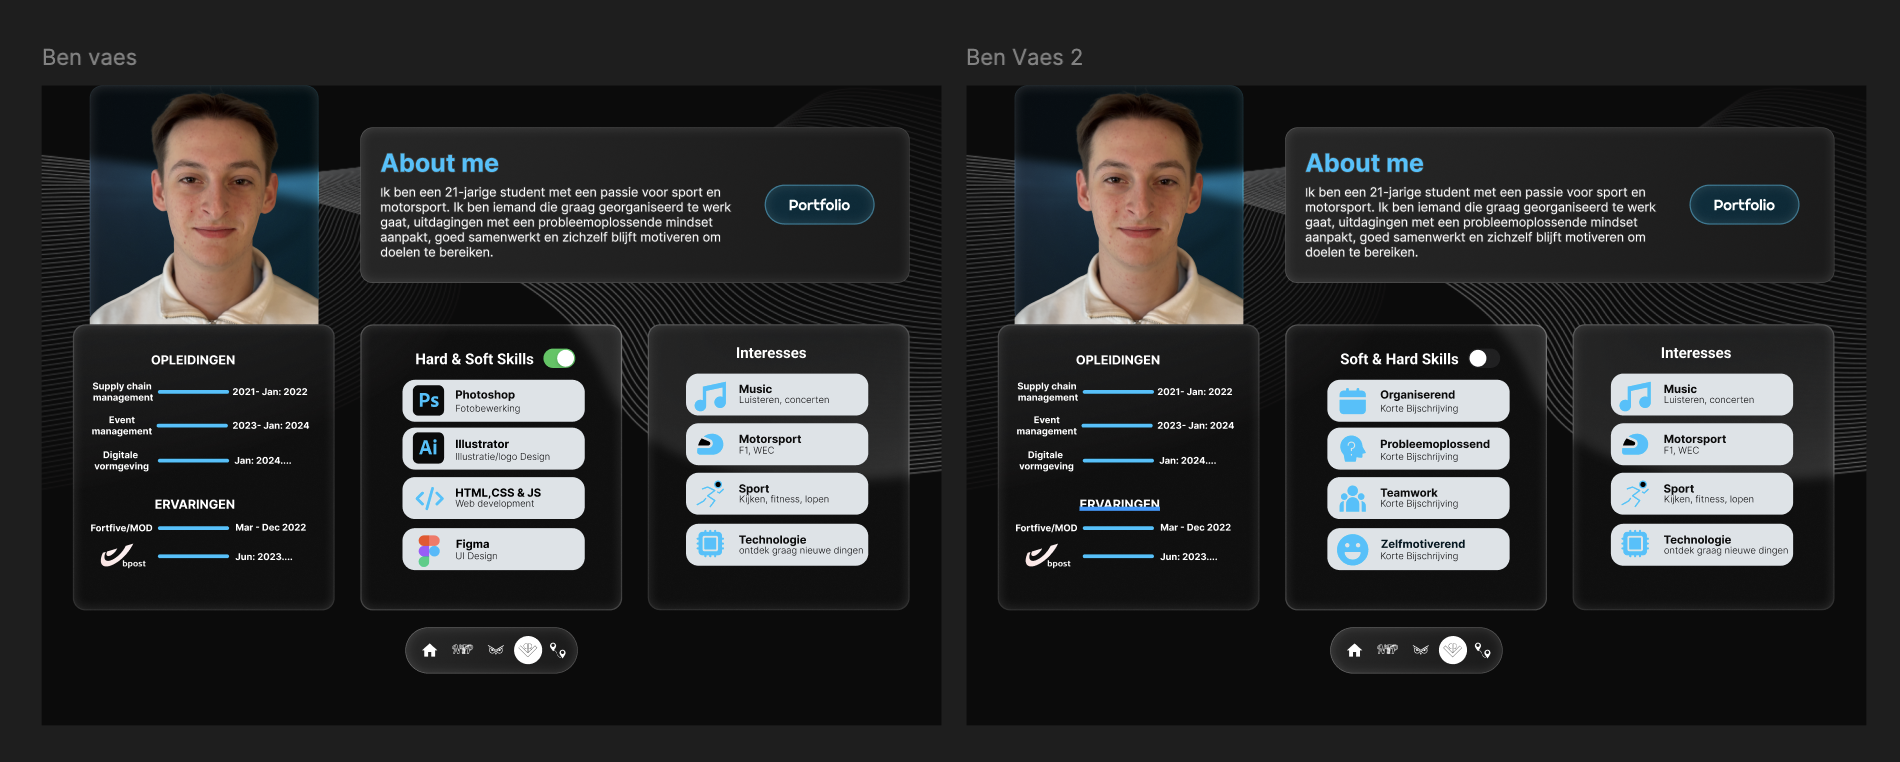 Ben vaes
About me
Ik ben een 21-jarige student met een passie voor sport en
motorsport. Ik ben iemand die graag georganiseerd te werk
gaat, uitdagingen met een probleemoplossende mindset
aanpakt, goed samenwerkt en zichzelf blijft motiveren om
doelen te bereiken.
Portfolio
OPLEIDINGEN
Supply chain
management
2021- Jan: 2022
Event
management
2023- Jan: 2024
Digitale
vormgeving
Jan: 2024....
ERVARINGEN
Fortfive/MOD
Mar - Dec 2022
bpost
Jun: 2023....
Hard & Soft Skills
Ps
Photoshop
Fotobewerking
Ai
Illustrator
Illustratie/logo Design
</>
HTML,CSS & JS
Web development
Figma
UI Design
Interesses
Music
Luisteren, concerten
Motorsport
F1, WEC
Sport
Kijken, fitness, lopen
Technologie
ontdek graag nieuwe dingen
Ben Vaes 2
About me
Ik ben een 21-jarige student met een passie voor sport en
motorsport. Ik ben iemand die graag georganiseerd te werk
gaat, uitdagingen met een probleemoplossende mindset
aanpakt, goed samenwerkt en zichzelf blijft motiveren om
doelen te bereiken.
Portfolio
OPLEIDINGEN
Supply chain
management
2021- Jan: 2022
Event
management
2023- Jan: 2024
Digitale
vormgeving
Jan: 2024....
ERVARINGEN
Fortfive/MOD
Mar - Dec 2022
bpost
Jun: 2023....
Soft & Hard Skills
Organiserend
Korte Bijschrijving
?
Probleemoplossend
Korte Bijschrijving
Teamwork
Korte Bijschrijving
Zelfmotiverend
Korte Bijschrijving
Interesses
Music
Luisteren, concerten
Motorsport
F1, WEC
Sport
Kijken, fitness, lopen
Technologie
ontdek graag nieuwe dingen